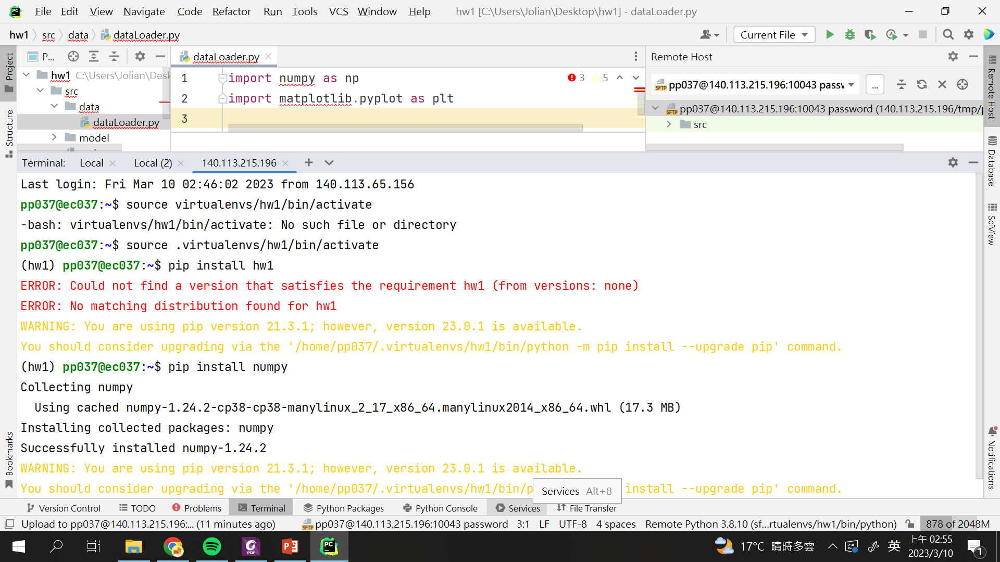 PC File Edit View Navigate Code Refactor Run Tools VCS Window Help hw1 [C:\Users\Jolian\Desktop\hw1] - dataLoader.py
hw1 src data dataLoader.py Current File
Project
P...
hw1 C:\Users\Jolian\Desk
src
data
dataLoader.py
model
Structure
Bookmarks
dataLoader.py
1 import numpy as np
2 import matplotlib.pyplot as plt
3
3 5
Remote Host
SFTP pp037@140.113.215.196:10043 passw ...
SFTP pp037@140.113.215.196:10043 password (140.113.215.196/tmp/p
src
Remote Host
Database
SciView
Notifications
Terminal: Local Local (2) 140.113.215.196
Last login: Fri Mar 10 02:46:02 2023 from 140.113.65.156
pp037@ec037:~$ source virtualenvs/hw1/bin/activate
-bash: virtualenvs/hw1/bin/activate: No such file or directory
pp037@ec037:~$ source .virtualenvs/hw1/bin/activate
(hw1) pp037@ec037:~$ pip install hw1
ERROR: Could not find a version that satisfies the requirement hw1 (from versions: none)
ERROR: No matching distribution found for hw1
WARNING: You are using pip version 21.3.1; however, version 23.0.1 is available.
You should consider upgrading via the '/home/pp037/.virtualenvs/hw1/bin/python -m pip install --upgrade pip' command.
(hw1) pp037@ec037:~$ pip install numpy
Collecting numpy
Using cached numpy-1.24.2-cp38-cp38-manylinux_2_17_x86_64.manylinux2014_x86_64.whl (17.3 MB)
Installing collected packages: numpy
Successfully installed numpy-1.24.2
WARNING: You are using pip version 21.3.1; however, version 23.0.1 is available.
You should consider upgrading via the '/home/pp037/.virtualenvs/hw1/bin/p install --upgrade pip' command.
Services Alt+8
Version Control TODO Problems Terminal Python Packages Python Console Services File Transfer
Upload to pp037@140.113.215.196:... (11 minutes ago) SFTP pp037@140.113.215.196:10043 password 3:1 LF UTF-8 4 spaces Remote Python 3.8.10 (sf...rtualenvs/hw1/bin/python) 878 of 2048M
PDF P PC 17°C 晴時多雲 英 上午 02:55
2023/3/10 1